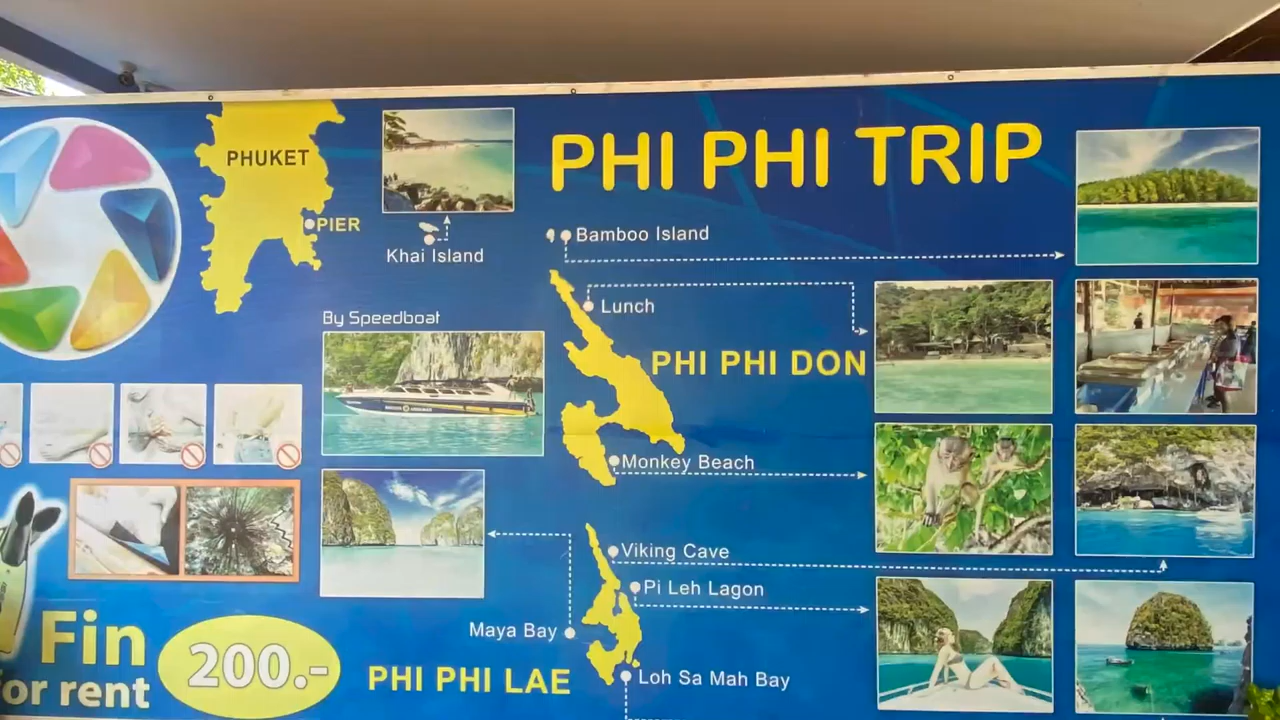 PHUKET
PIER
Khai Island
PHI PHI TRIP
Bamboo Island
By Speedboat
Lunch
PHI PHI DON
Monkey Beach
Viking Cave
Pi Leh Lagon
Maya Bay
PHI PHI LAE
Loh Sa Mah Bay
Fin
or rent
200.-